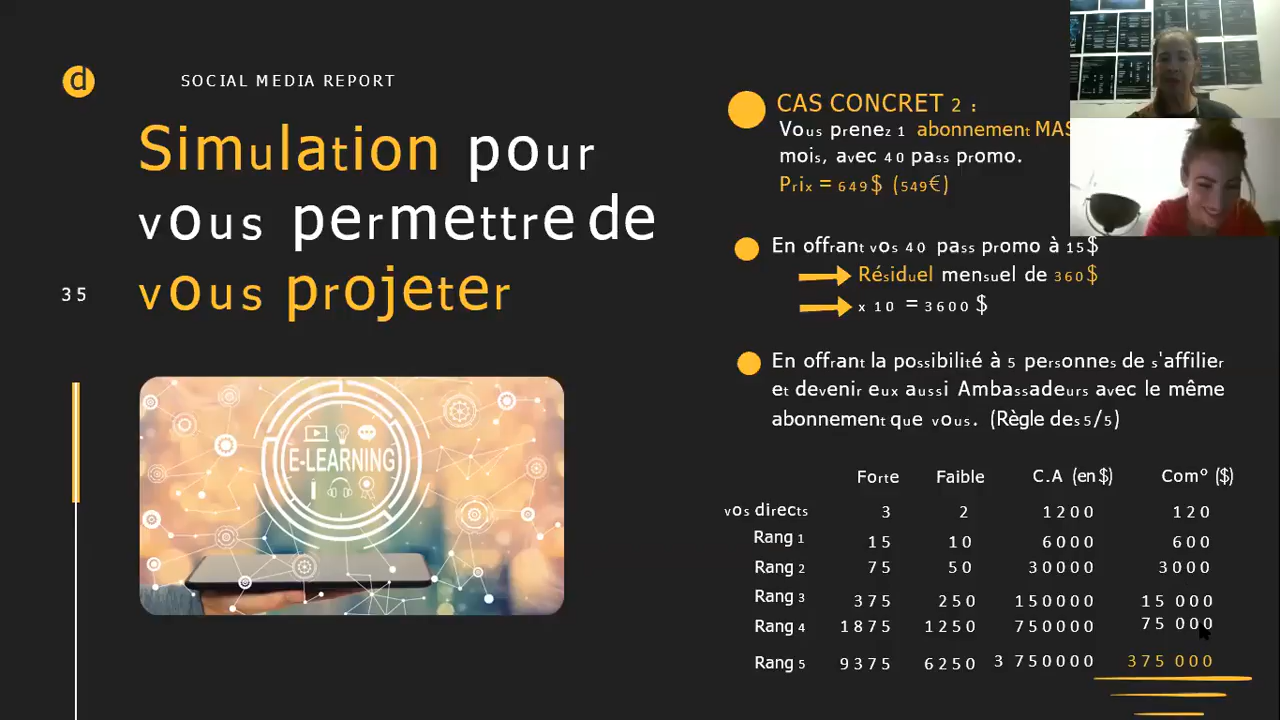 d
SOCIAL MEDIA REPORT
Simulation pour
vous permettre de
vous projeter
35
E-LEARNING
CAS CONCRET 2 :
Vous prenez 1 abonnement
mois, avec 40 pass promo.
Prix = 649$ (549€)
En offrant vos 40 pass promo à 15$
Résiduel mensuel de 360$
x 10 = 3600 $
En offrant la possibilité à 5 personnes de s'affilier
et devenir eux aussi Ambassadeurs avec le même
abonnement que vous. (Règle des 5/5)
Forte Faible C.A (en $) Com° ($)
vos directs 3 2 1200 120
Rang 1 15 10 6000 600
Rang 2 75 50 30000 3000
Rang 3 375 250 150000 15 000
Rang 4 1875 1250 750000 75 000
Rang 5 9375 6250 3 750000 375 000